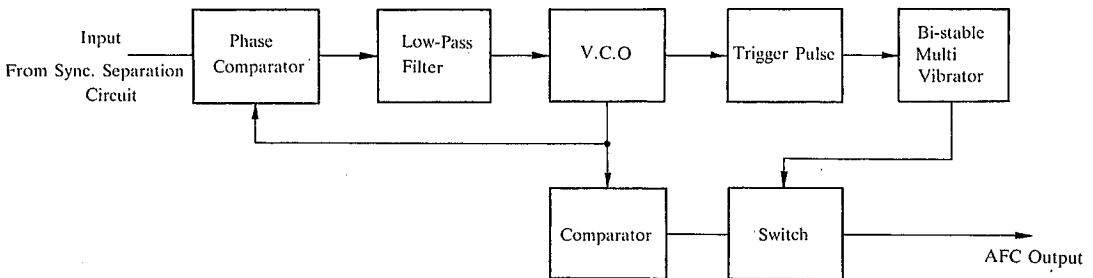 Input
From Sync. Separation
Circuit
Phase
Comparator
Low-Pass
Filter
V.C.O
Trigger Pulse
Bi-stable
Multi
Vibrator
Comparator
Switch
AFC Output